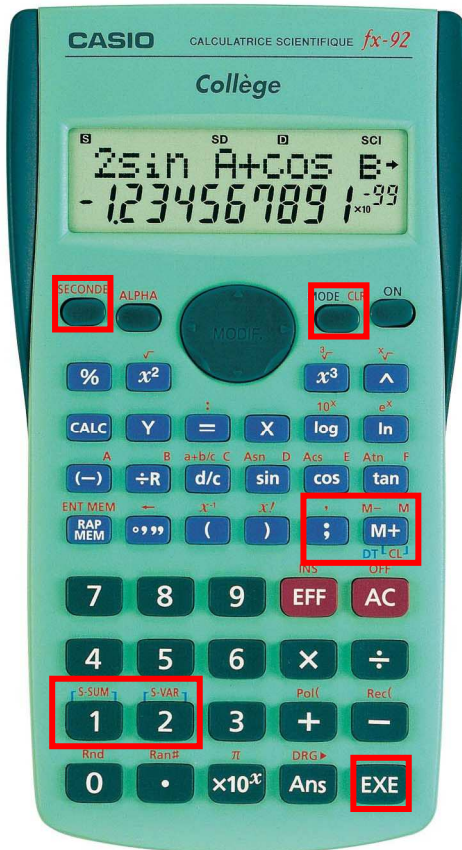 CASIO CALCULATRICE SCIENTIFIQUE fx-92
Collège
S SD D SCI
2sin A+cos B→
-1.234567891×10-99
SECONDE ALPHA MODE CLR ON
MODIF.
√ ³√ ˣ√
% x² x³ ^
: 10ˣ eˣ
CALC Y = X log ln
A B a+b/c C Asn D Acs E Atn F
(–) ÷R d/c sin cos tan
ENT MEM ← x⁻¹ x! , M– M
RAP MEM ° ’ ” ( ) ; M+
DT CL
INS OFF
7 8 9 EFF AC
4 5 6 × ÷
S-SUM S-VAR Pol( Rec(
1 2 3 + −
Rnd Ran# π DRG▶
0 . ×10ˣ Ans EXE